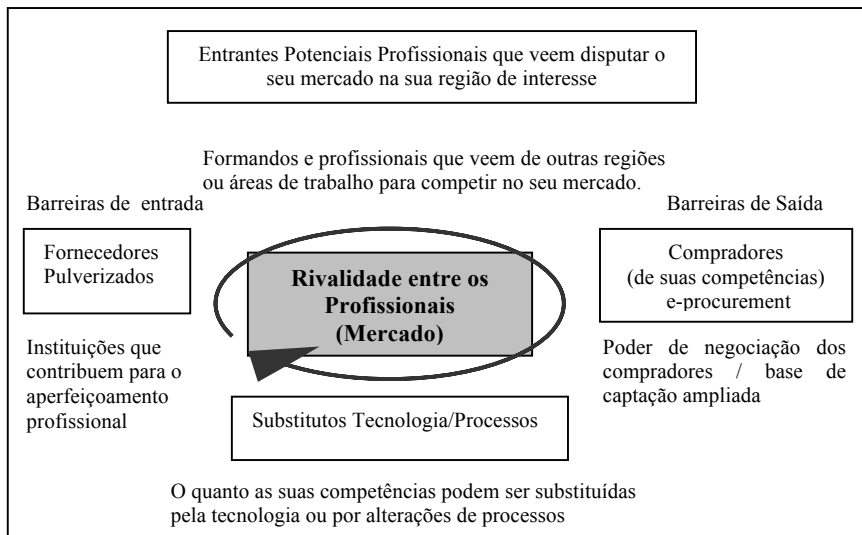 Entrantes Potenciais Profissionais que veem disputar o
seu mercado na sua região de interesse
Formandos e profissionais que veem de outras regiões
ou áreas de trabalho para competir no seu mercado.
Barreiras de entrada
Barreiras de Saída
Fornecedores
Pulverizados
Rivalidade entre os
Profissionais
(Mercado)
Compradores
(de suas competências)
e-procurement
Instituições que
contribuem para o
aperfeiçoamento
profissional
Poder de negociação dos
compradores / base de
captação ampliada
Substitutos Tecnologia/Processos
O quanto as suas competências podem ser substituídas
pela tecnologia ou por alterações de processos